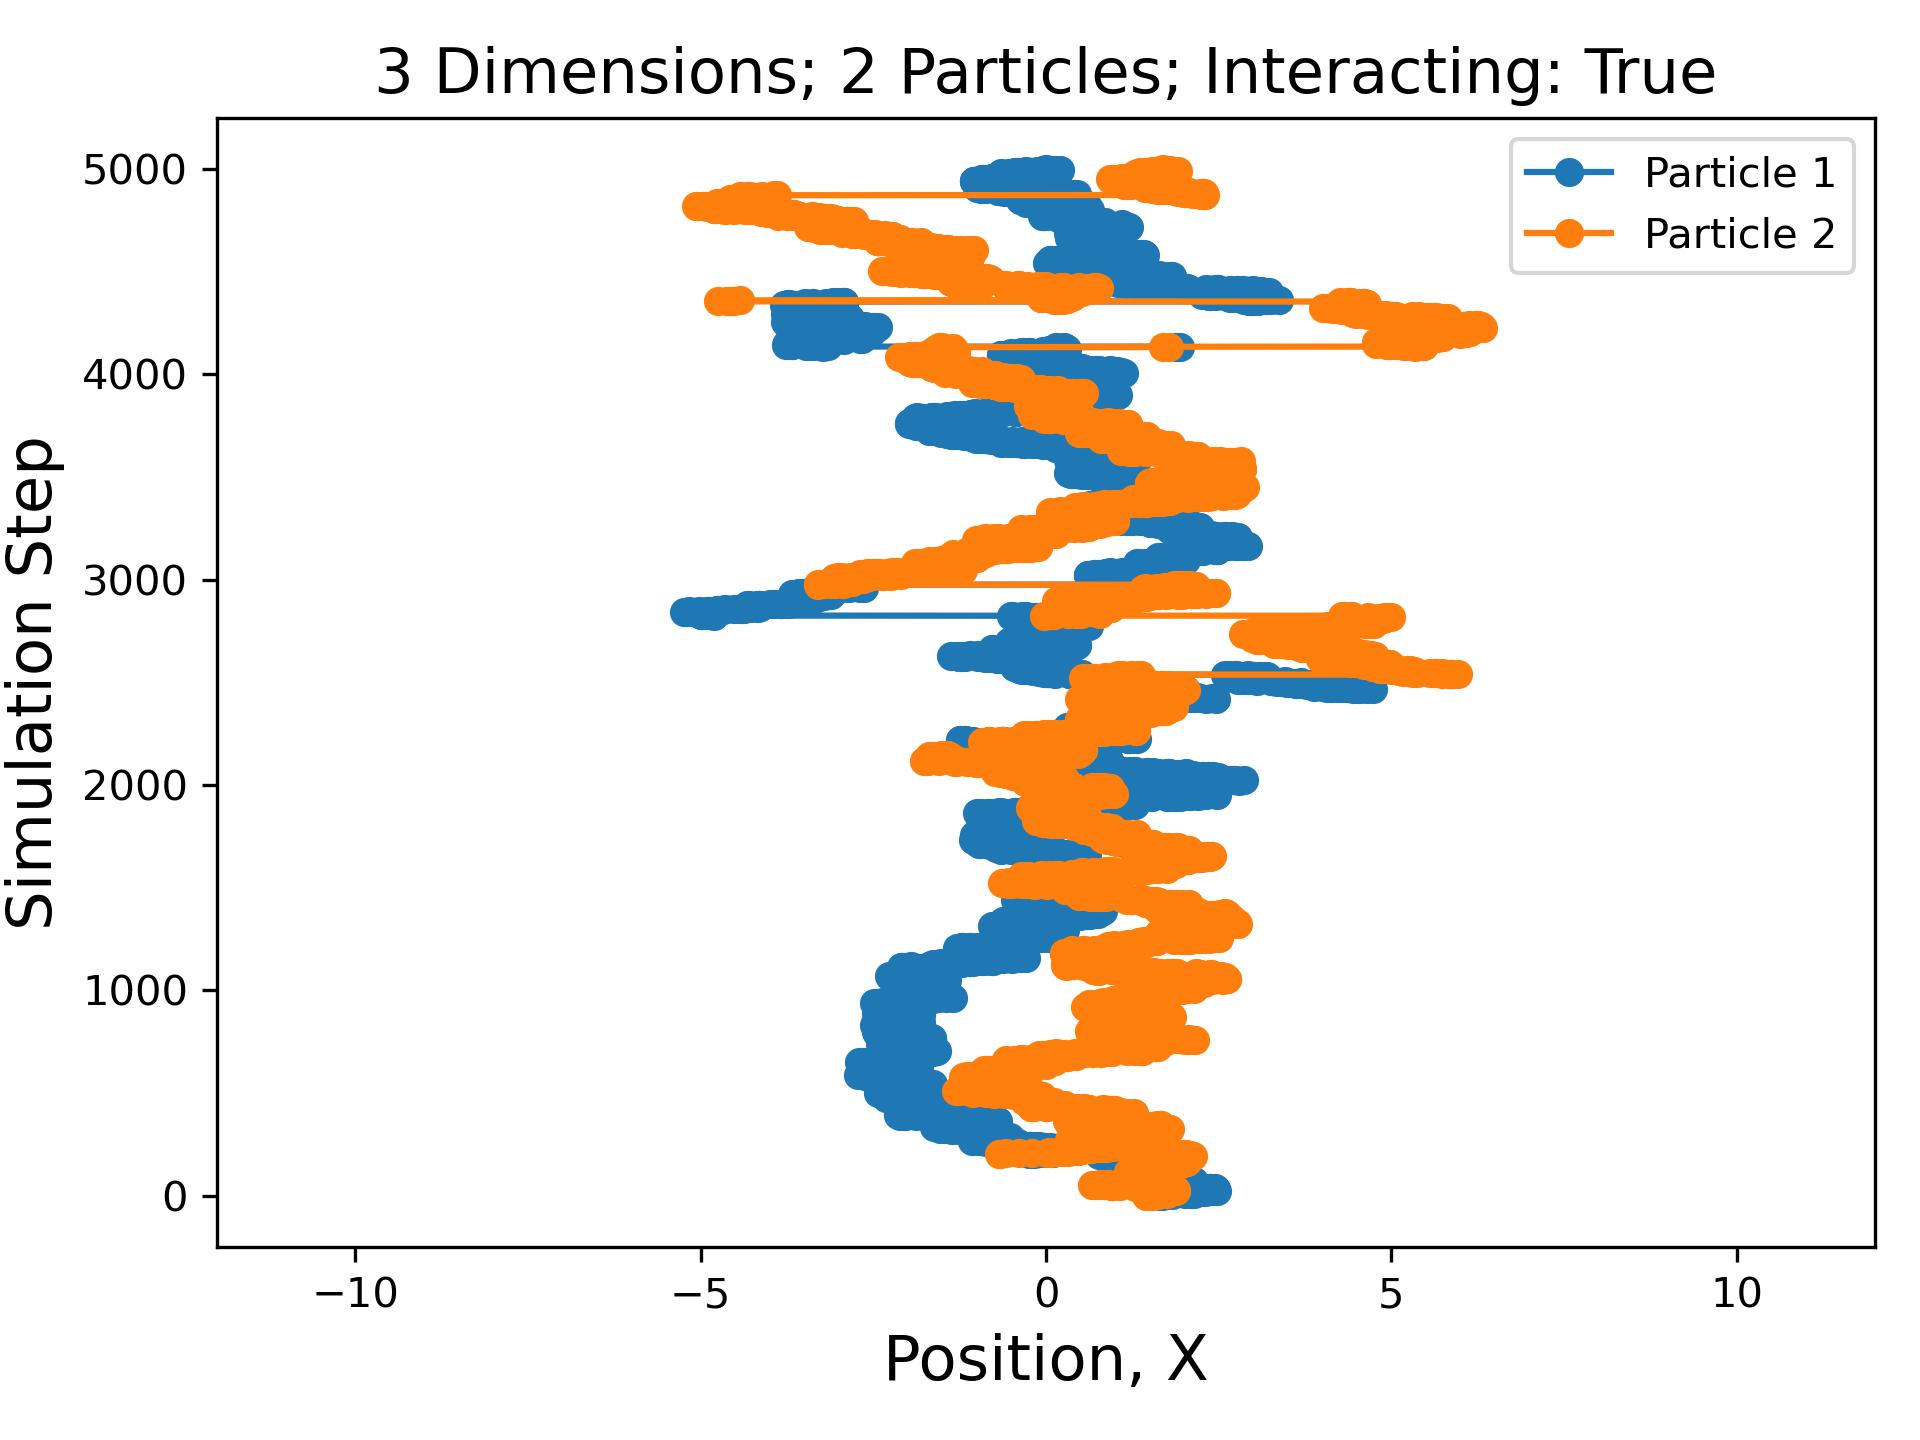 3 Dimensions; 2 Particles; Interacting: True
Particle 1
Particle 2
Simulation Step
5000
4000
3000
2000
1000
0
−10
−5
0
5
10
Position, X